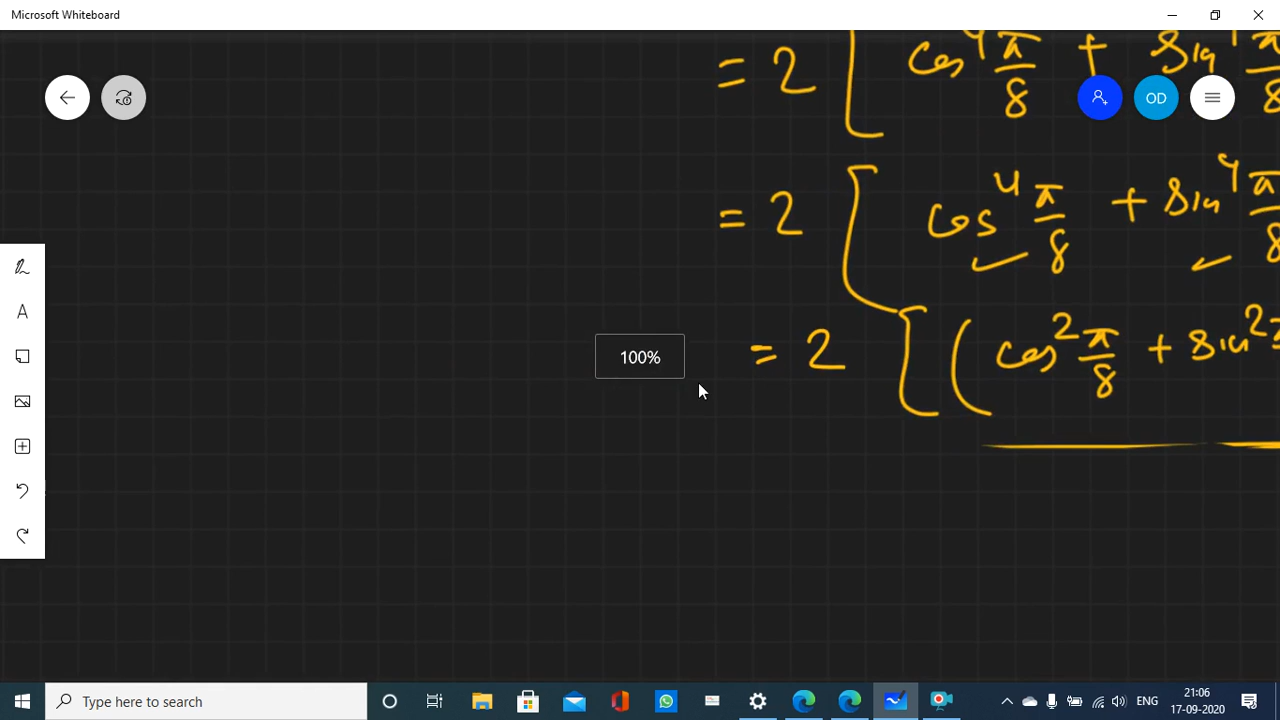 Microsoft Whiteboard
= 2 [ cos⁴ π/8 + sin⁴ π/8
OD
= 2 [ cos⁴ π/8 + sin⁴ π/8
= 2 [ ( cos² π/8 + sin²
100%
A
Type here to search
ENG
21:06
17-09-2020